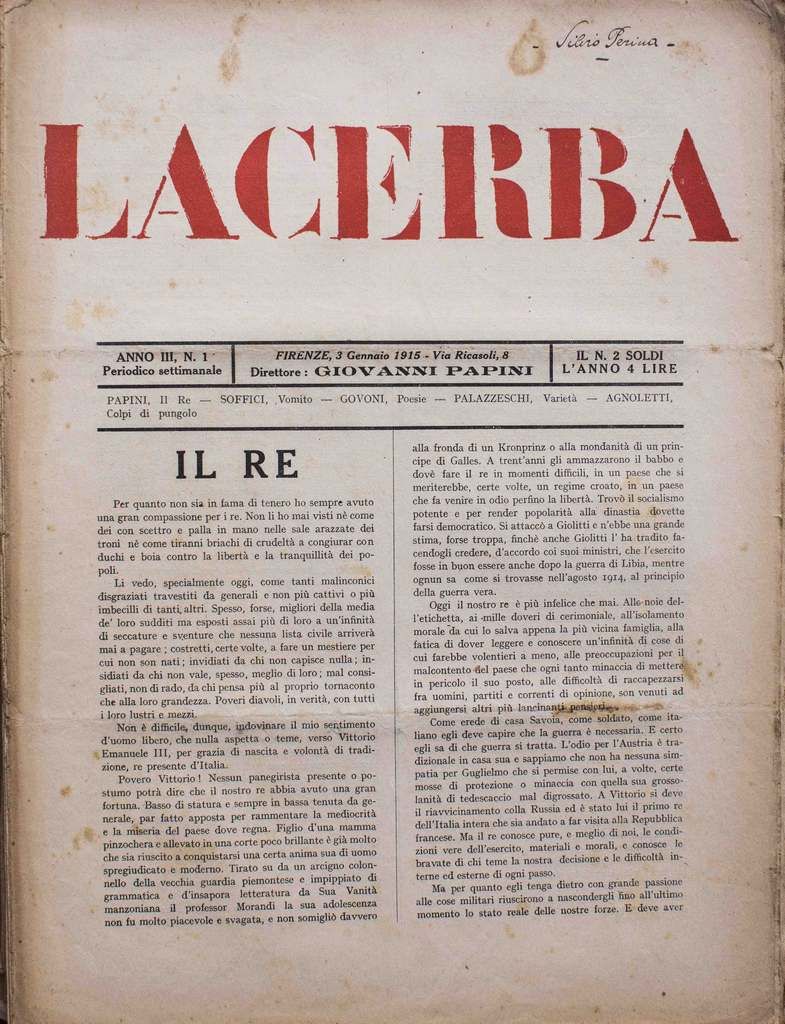 - Silvio Perina -
LACERBA
ANNO III, N. 1
Periodico settimanale
FIRENZE, 3 Gennaio 1915 - Via Ricasoli, 8
Direttore: GIOVANNI PAPINI
IL N. 2 SOLDI
L'ANNO 4 LIRE
PAPINI, Il Re — SOFFICI, Vomito — GOVONI, Poesie — PALAZZESCHI, Varietà — AGNOLETTI,
Colpi di pungolo
IL RE
Per quanto non sia in fama di tenero ho sempre avuto
una gran compassione per i re. Non li ho mai visti nè come
dei con scettro e palla in mano nelle sale arazzate dei
troni nè come tiranni briachi di crudeltà a congiurar con
duchi e boia contro la libertà e la tranquillità dei po-
poli.
Li vedo, specialmente oggi, come tanti malinconici
disgraziati travestiti da generali e non più cattivi o più
imbecilli di tanti altri. Spesso, forse, migliori della media
de' loro sudditi ma esposti assai più di loro a un'infinità
di seccature e sventure che nessuna lista civile arriverà
mai a pagare; costretti, certe volte, a fare un mestiere per
cui non son nati; invidiati da chi non capisce nulla; in-
sidiati da chi non vale, spesso, meglio di loro; mal consi-
gliati, non di rado, da chi pensa più al proprio tornaconto
che alla loro grandezza. Poveri diavoli, in verità, con tutti
i loro lustri e mezzi.
Non è difficile, dunque, indovinare il mio sentimento
d'uomo libero, che nulla aspetta o teme, verso Vittorio
Emanuele III, per grazia di nascita e volontà di tradi-
zione, re presente d'Italia.
Povero Vittorio! Nessun panegirista presente o po-
stumo potrà dire che il nostro re abbia avuto una gran
fortuna. Basso di statura e sempre in bassa tenuta da ge-
nerale, par fatto apposta per rammentare la mediocrità
e la miseria del paese dove regna. Figlio d'una mamma
pinzochera e allevato in una corte poco brillante è già molto
che sia riuscito a conquistarsi una certa anima sua di uomo
spregiudicato e moderno. Tirato su da un arcigno colon-
nello della vecchia guardia piemontese e impippiato di
grammatica e d'insapora letteratura da Sua Vanità
manzoniana il professor Morandi la sua adolescenza
non fu molto piacevole e svagata, e non somigliò davvero
alla fronda di un Kronprinz o alla mondanità di un prin-
cipe di Galles. A trent'anni gli ammazzarono il babbo e
dovè fare il re in momenti difficili, in un paese che si
meriterebbe, certe volte, un regime croato, in un paese
che fa venire in odio perfino la libertà. Trovò il socialismo
potente e per render popolarità alla dinastia dovette
farsi democratico. Si attaccò a Giolitti e n'ebbe una grande
stima, forse troppa, finchè anche Giolitti l' ha tradito fa-
cendogli credere, d'accordo coi suoi ministri, che l'esercito
fosse in buon essere anche dopo la guerra di Libia, mentre
ognun sa come si trovasse nell'agosto 1914, al principio
della guerra vera.
Oggi il nostro re è più infelice che mai. Alle noie del-
l'etichetta, ai mille doveri di cerimoniale, all'isolamento
morale da cui lo salva appena la più vicina famiglia, alla
fatica di dover leggere e conoscere un'infinità di cose di
cui farebbe volentieri a meno, alle preoccupazioni per il
malcontento del paese che ogni tanto minaccia di mettere
in pericolo il suo posto, alle difficoltà di raccapezzarsi
fra uomini, partiti e correnti di opinione, son venuti ad
aggiungersi altri più lancinanti pensieri.
Come erede di casa Savoia, come soldato, come ita-
liano egli deve capire che la guerra è necessaria. E certo
egli sa di che guerra si tratta. L'odio per l'Austria è tra-
dizionale in casa sua e sappiamo che non ha nessuna sim-
patia per Guglielmo che si permise con lui, a volte, certe
mosse di protezione o minaccia con quella sua grosso-
lanità di tedescaccio mal digrossato. A Vittorio si deve
il riavvicinamento colla Russia ed è stato lui il primo re
dell'Italia intera che sia andato a far visita alla Repubblica
francese. Ma il re conosce pure, e meglio di noi, le condi-
zioni vere dell'esercito, materiali e morali, e conosce le
bravate di chi teme la nostra decisione e le difficoltà in-
terne ed esterne di ogni passo.
Ma per quanto egli tenga dietro con grande passione
alle cose militari riuscirono a nascondergli fino all'ultimo
momento lo stato reale delle nostre forze. E deve aver